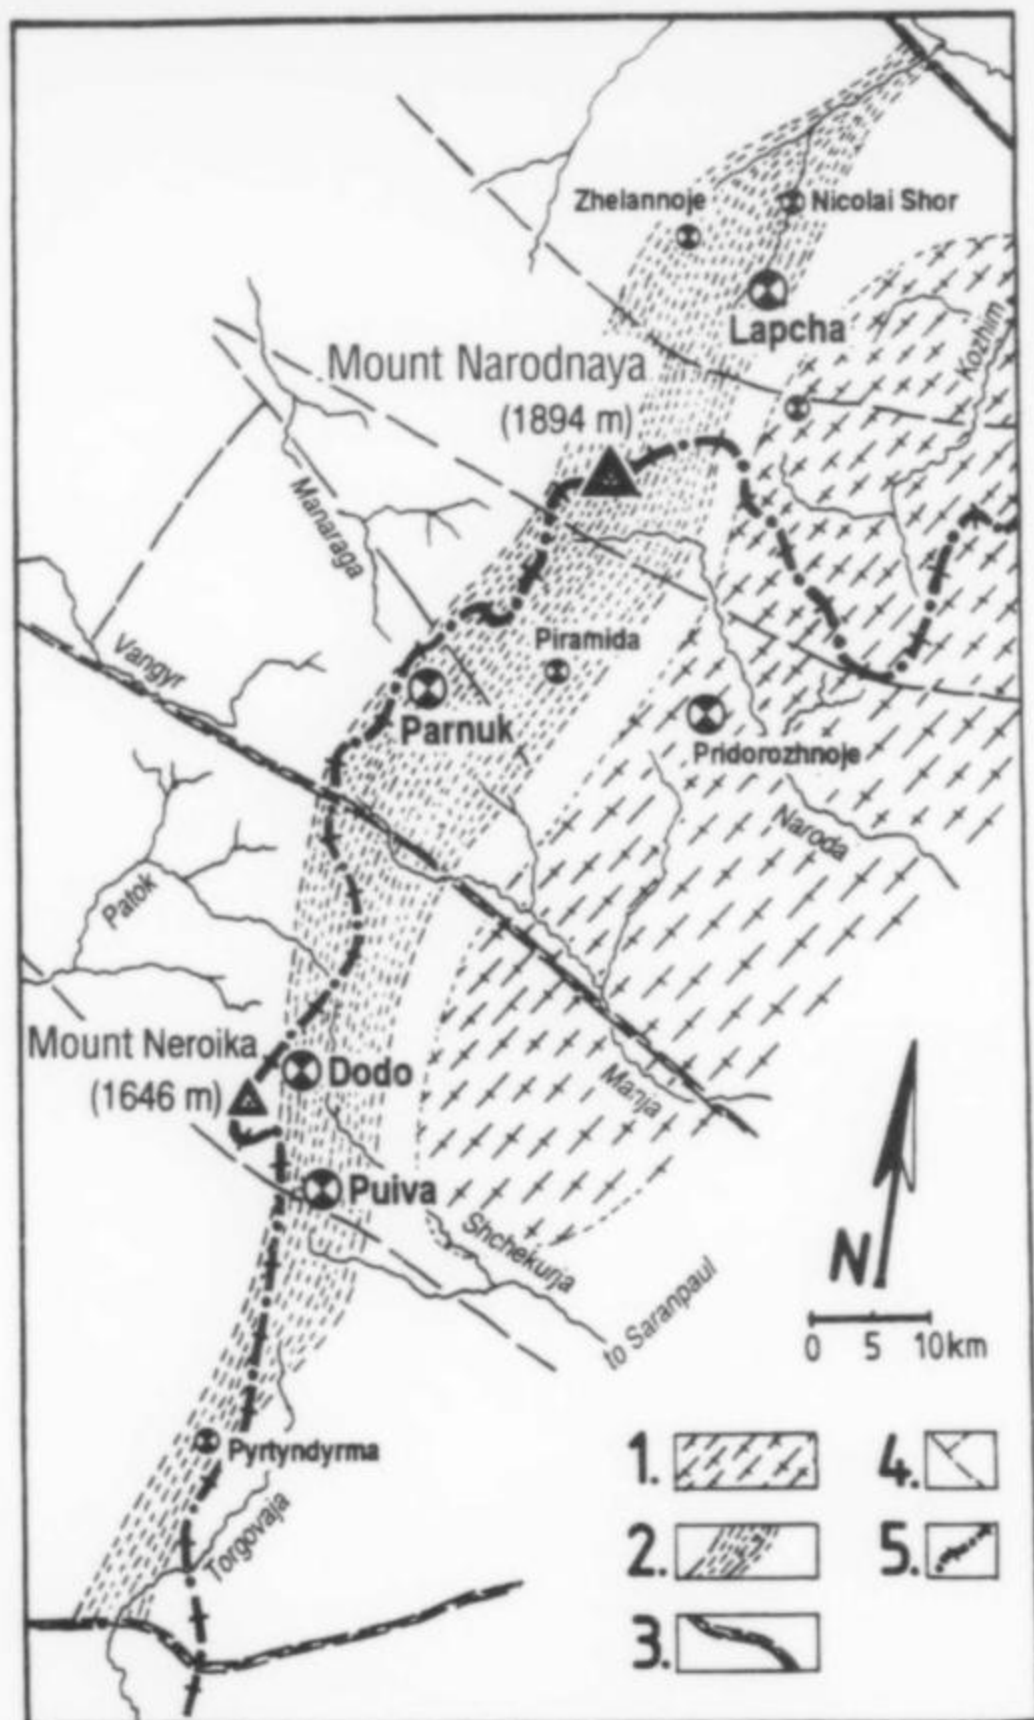 Zhelannoje
Nicolai Shor
Lapcha
Kozhim
Mount Narodnaya
(1894 m)
Manaraga
Piramida
Vangyr
Parnuk
Pridorozhnoje
Naroda
Patok
Mount Neroika
(1646 m)
Dodo
Manja
Puiva
Shchekurja
to Saranpaul
N
0 5 10km
Pyrtyndyrma
Torgovaja
1.
2.
3.
4.
5.